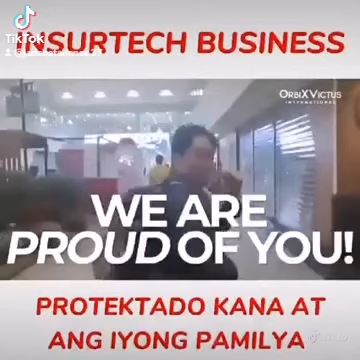 TikTok
INSURTECH BUSINESS
ORBIXVICTUS
INTERNATIONAL
WE ARE
PROUD OF YOU!
PROTEKTADO KANA AT
ANG IYONG PAMILYA